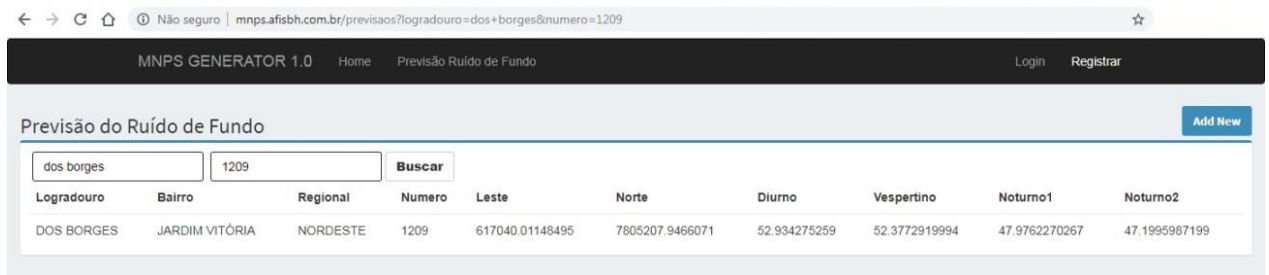 Não seguro | mnps.afisbh.com.br/previsaos?logradouro=dos+borges&numero=1209
MNPS GENERATOR 1.0 Home Previsão Ruído de Fundo Login Registrar
Previsão do Ruído de Fundo Add New
dos borges 1209 Buscar
Logradouro Bairro Regional Numero Leste Norte Diurno Vespertino Noturno1 Noturno2
DOS BORGES JARDIM VITÓRIA NORDESTE 1209 617040.01148495 7805207.9466071 52.934275259 52.3772919994 47.9762270267 47.1995987199